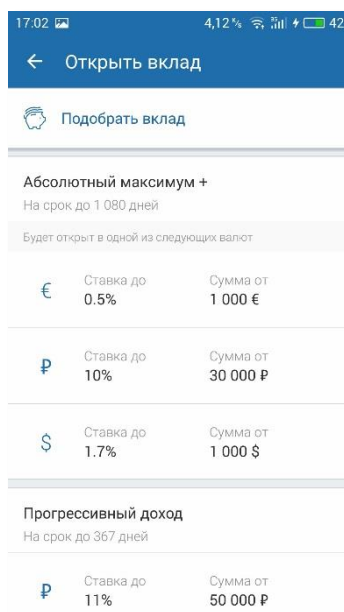 17:02 4,12 ᵏ/s 42
Открыть вклад
Подобрать вклад
Абсолютный максимум +
На срок до 1 080 дней
Будет открыт в одной из следующих валют
€ Ставка до Сумма от
0.5% 1 000 €
₽ Ставка до Сумма от
10% 30 000 ₽
$ Ставка до Сумма от
1.7% 1 000 $
Прогрессивный доход
На срок до 367 дней
₽ Ставка до Сумма от
11% 50 000 ₽